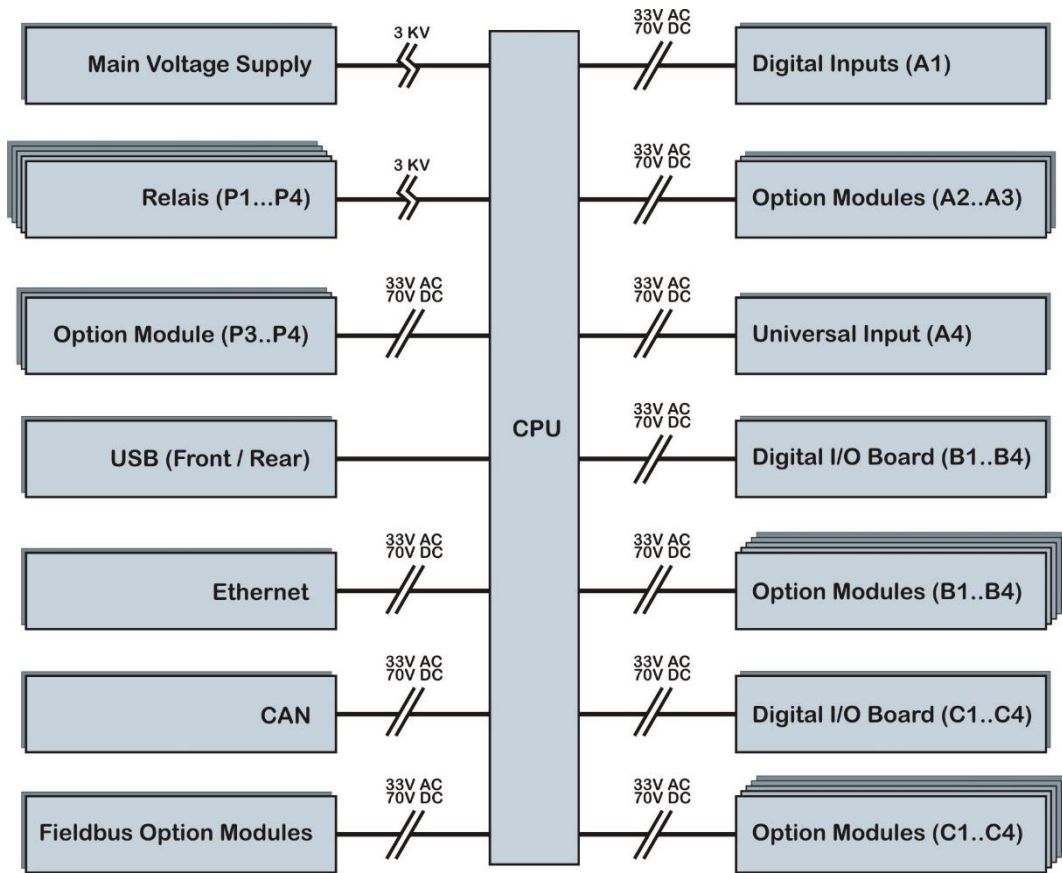 3 KV
33V AC
70V DC
Main Voltage Supply
Digital Inputs (A1)
3 KV
33V AC
70V DC
Relais (P1...P4)
Option Modules (A2..A3)
33V AC
70V DC
33V AC
70V DC
Option Module (P3..P4)
Universal Input (A4)
CPU
33V AC
70V DC
USB (Front / Rear)
Digital I/O Board (B1..B4)
33V AC
70V DC
33V AC
70V DC
Ethernet
Option Modules (B1..B4)
33V AC
70V DC
33V AC
70V DC
CAN
Digital I/O Board (C1..C4)
33V AC
70V DC
33V AC
70V DC
Fieldbus Option Modules
Option Modules (C1..C4)